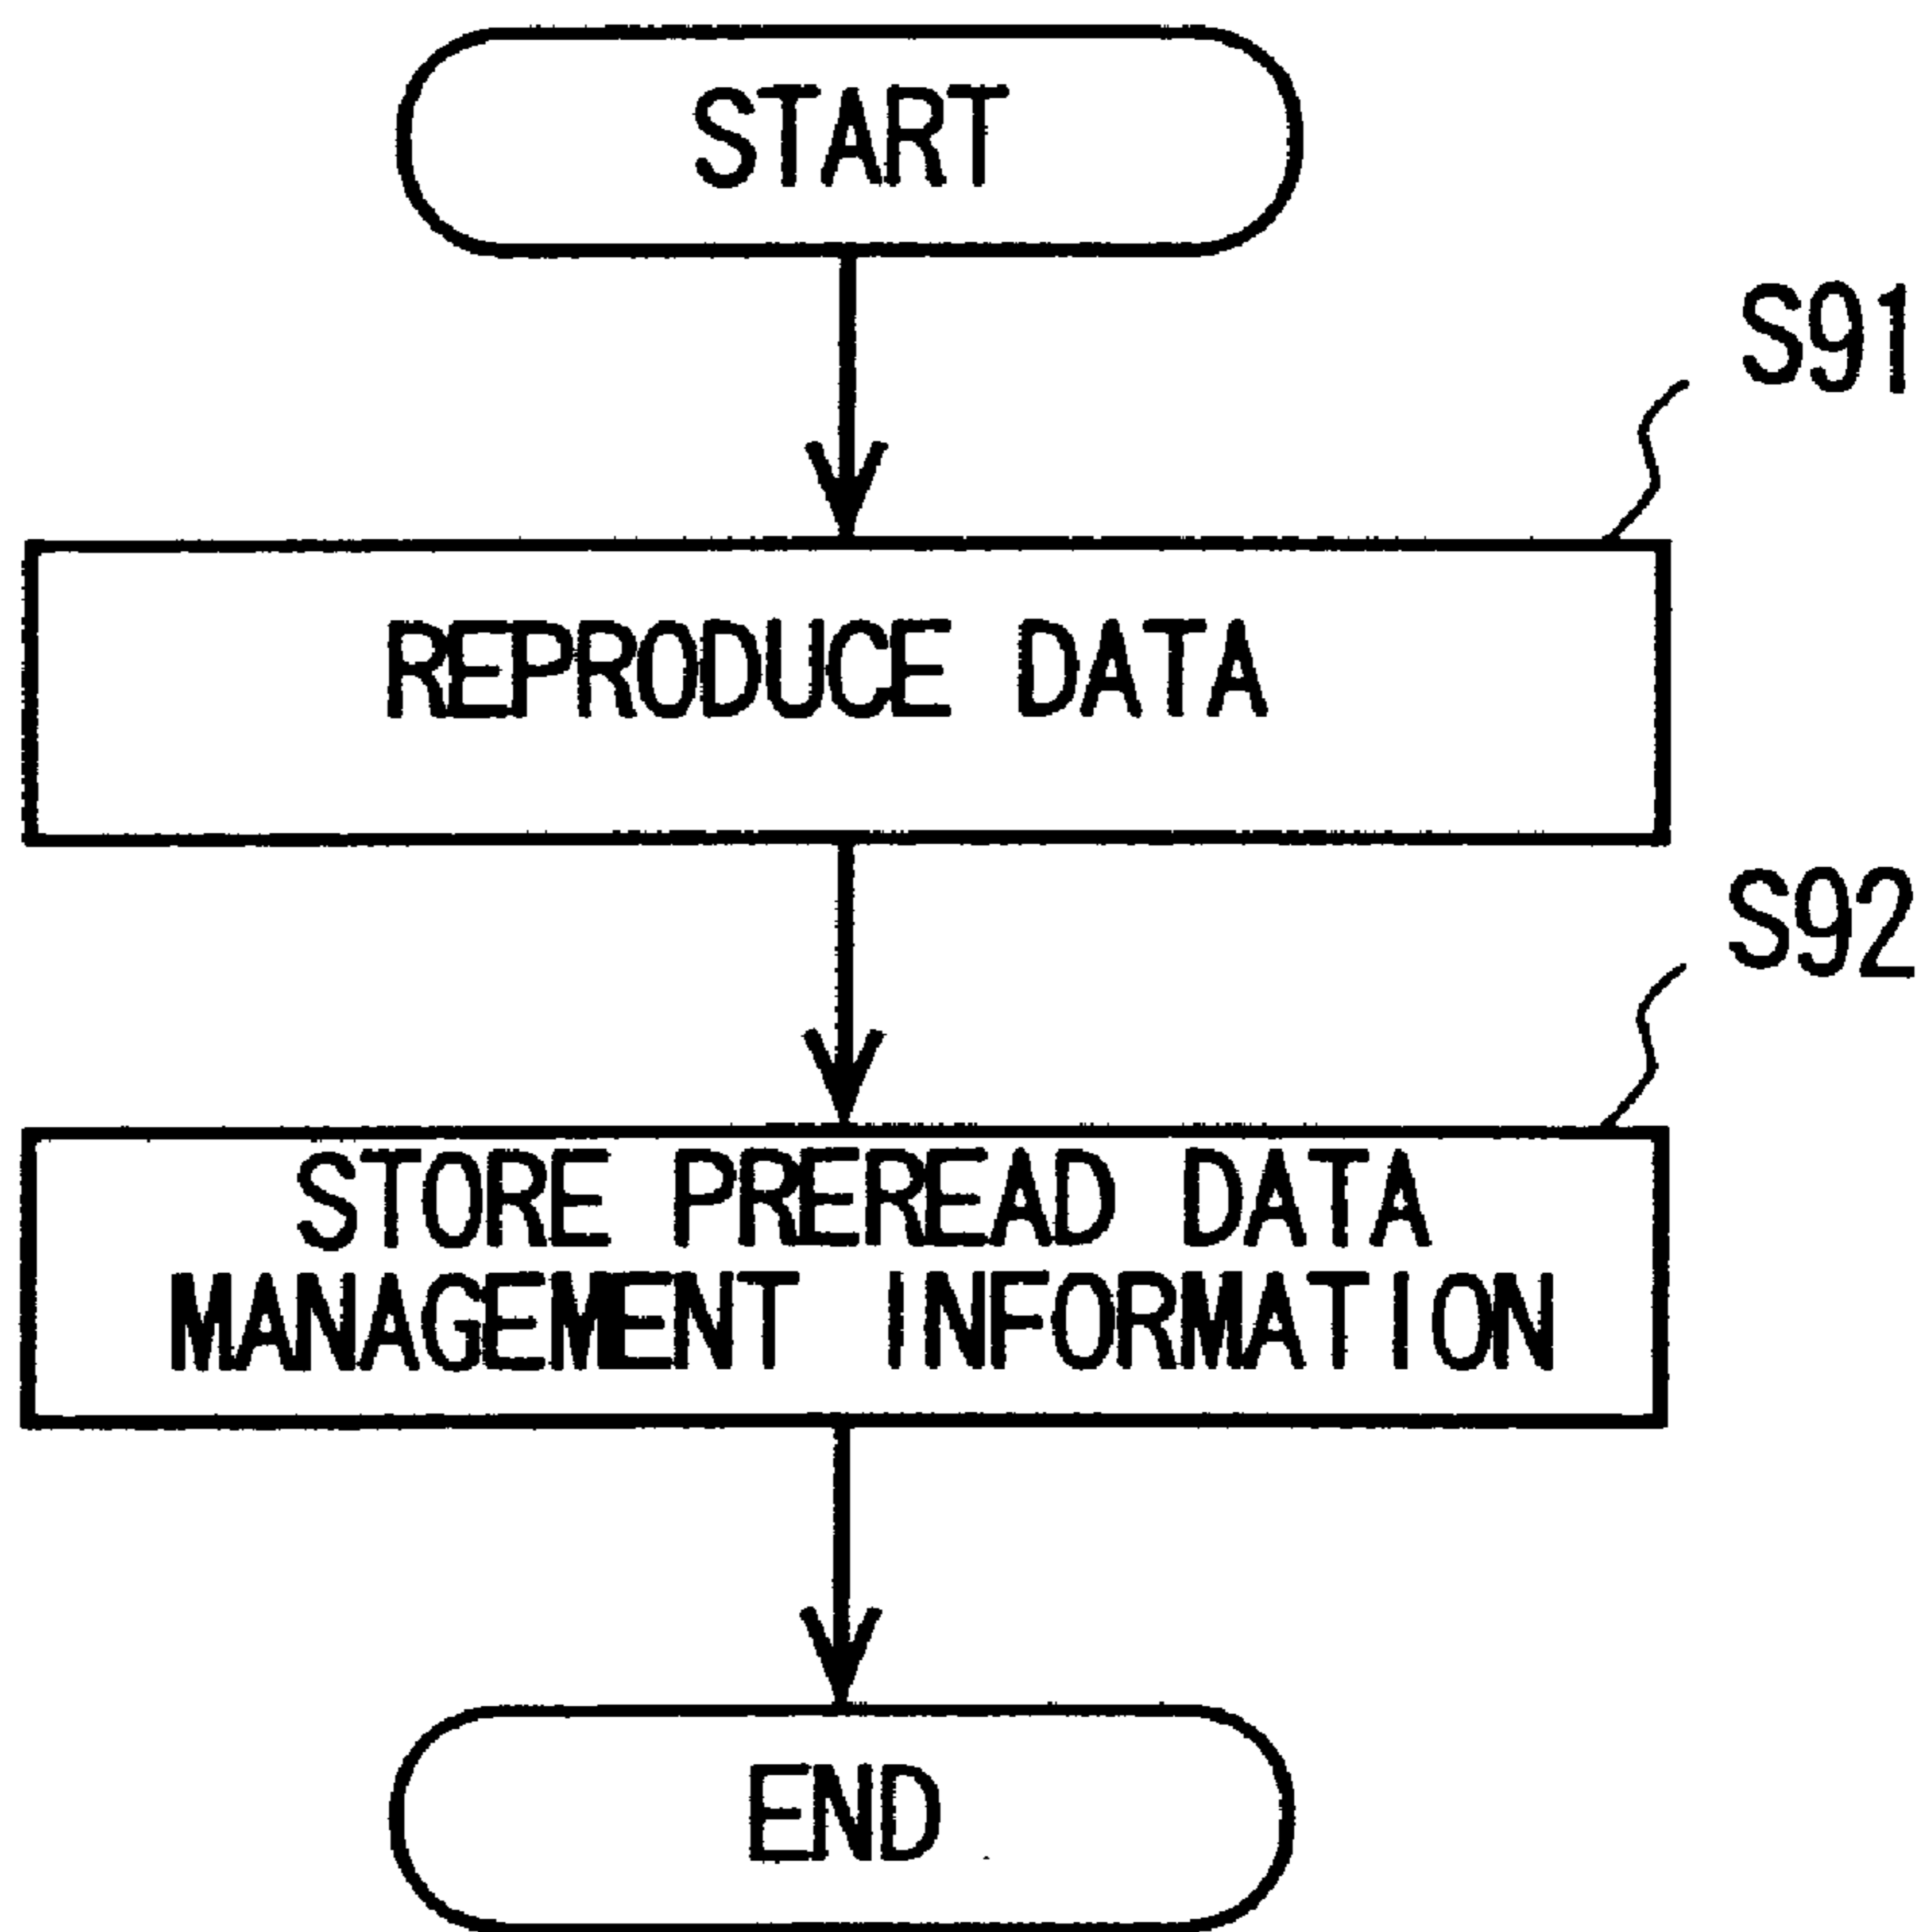 START
S91
REPRODUCE DATA
S92
STORE PREREAD DATA
MANAGEMENT INFORMATION
END